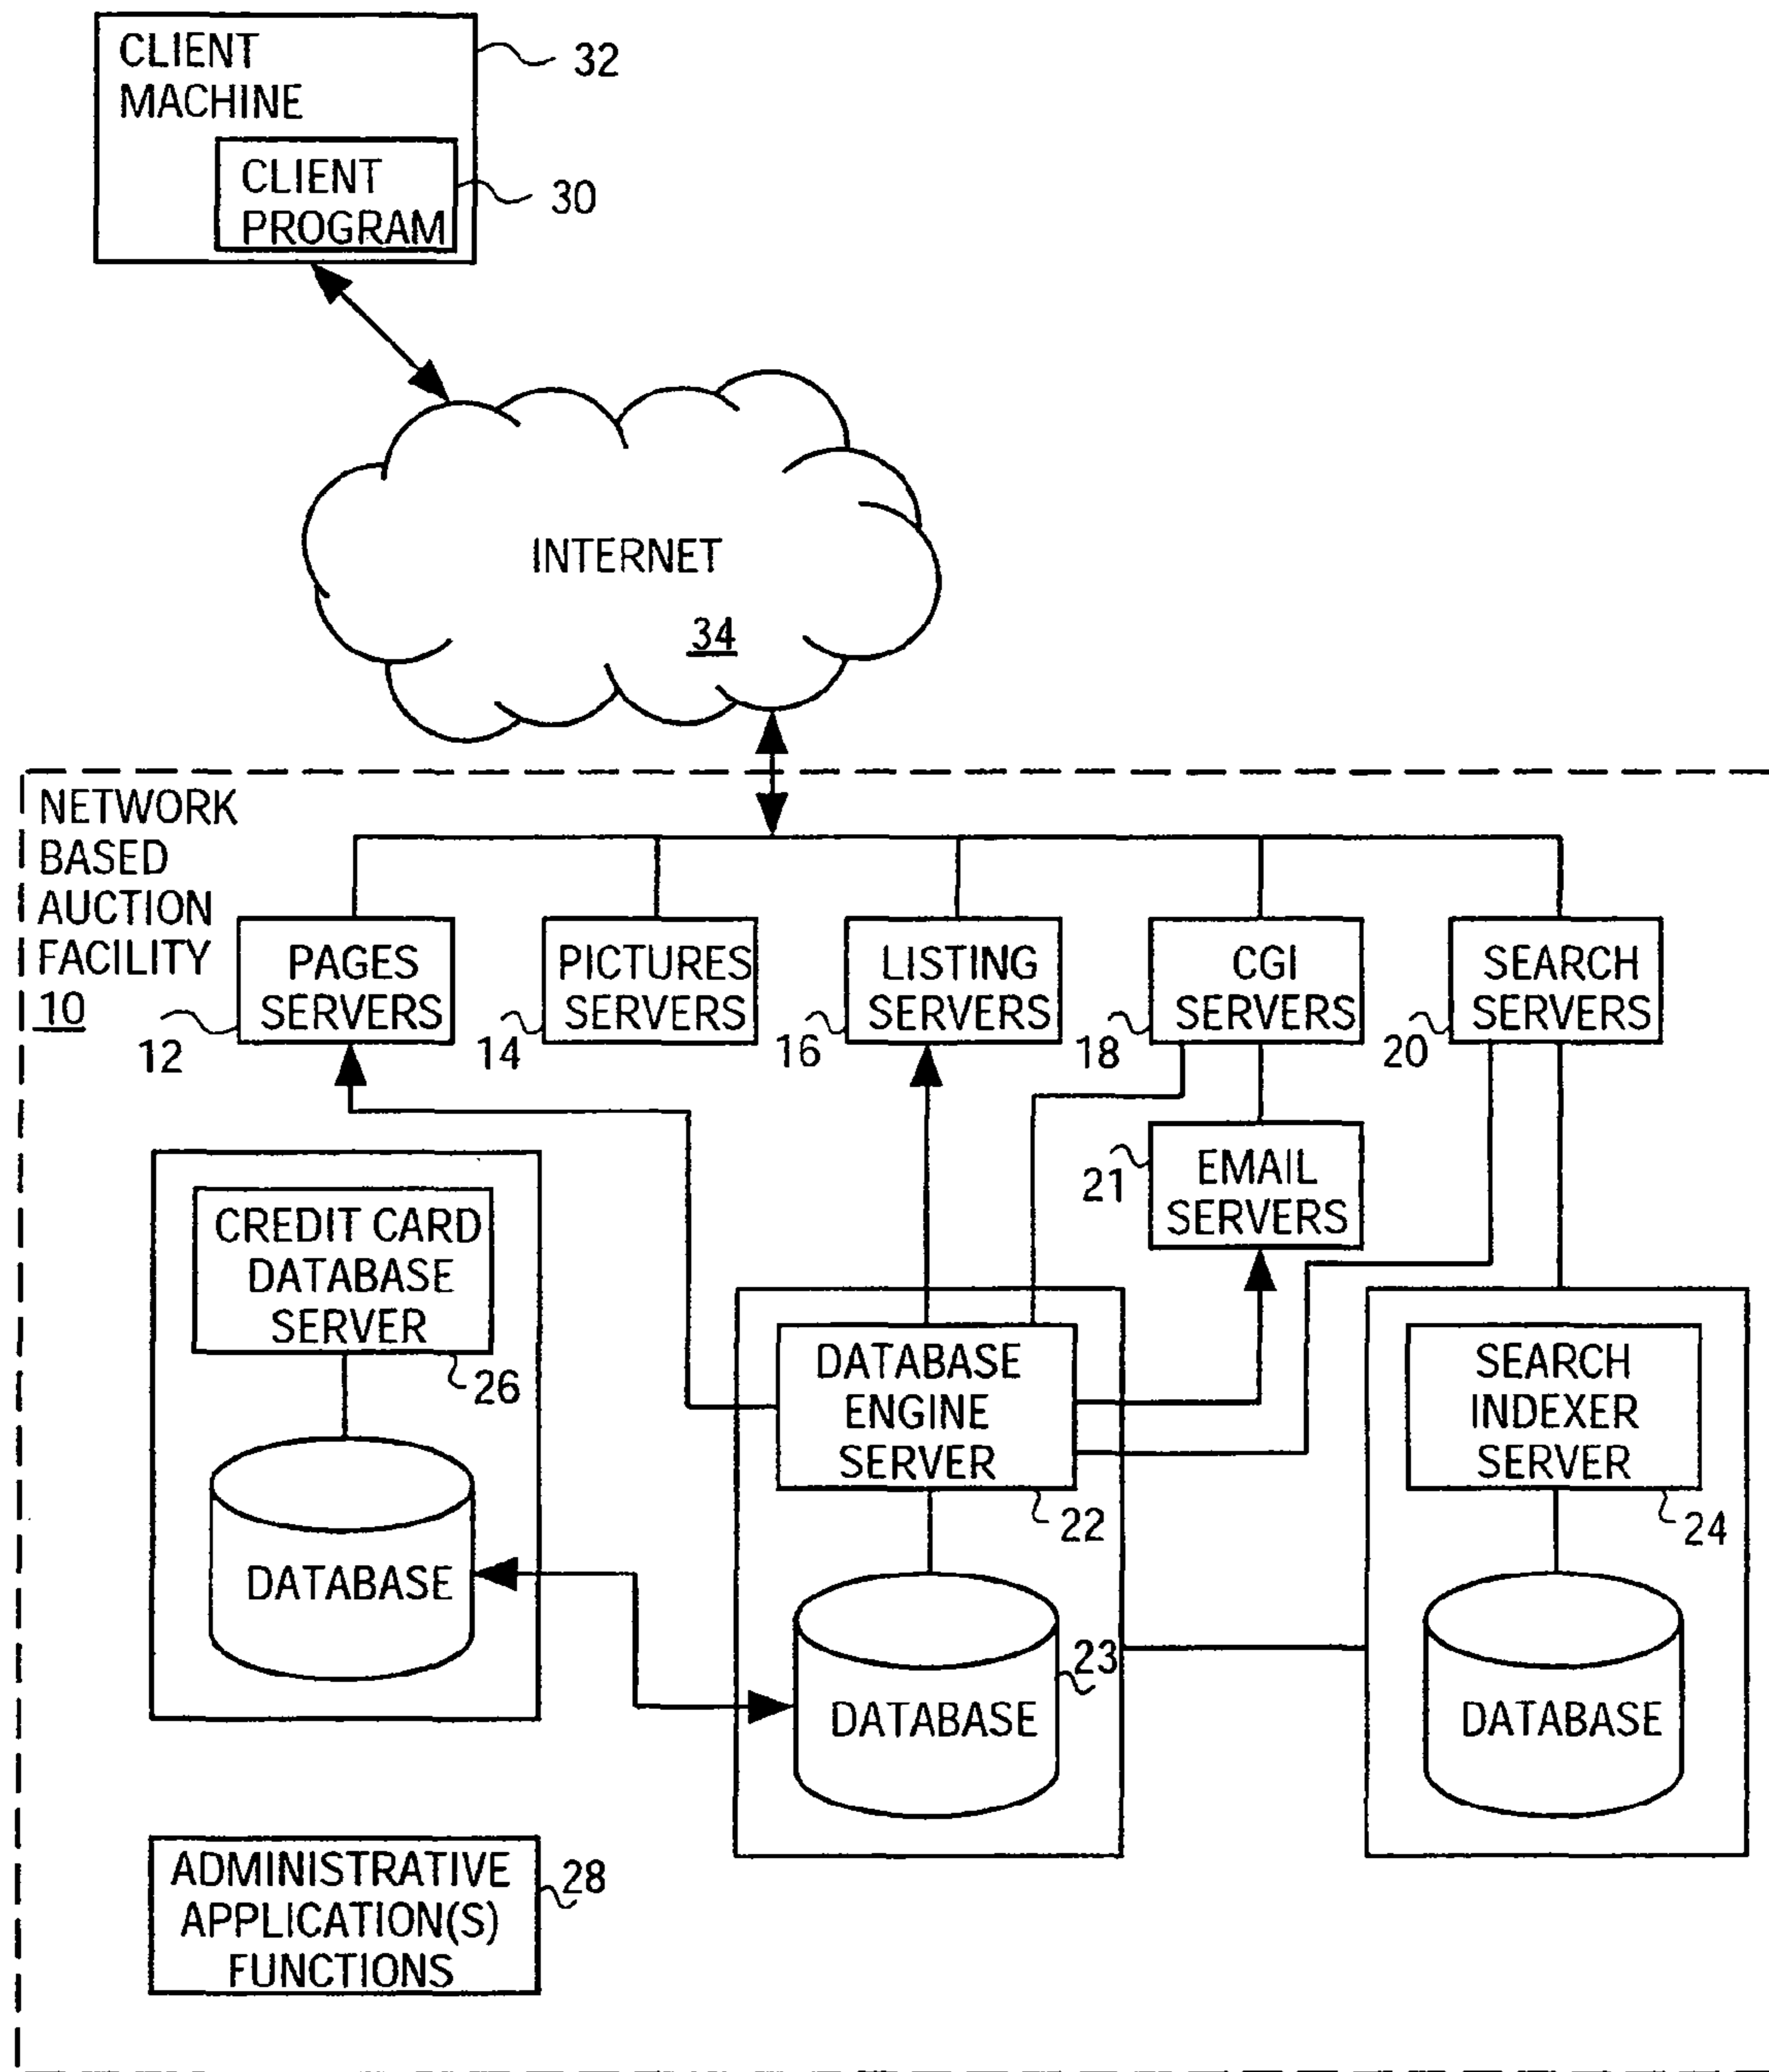 CLIENT
MACHINE
32
CLIENT
PROGRAM
30
INTERNET
34
NETWORK
BASED
AUCTION
FACILITY
10
PAGES
SERVERS
12
PICTURES
SERVERS
14
LISTING
SERVERS
16
CGI
SERVERS
18
SEARCH
SERVERS
20
EMAIL
SERVERS
21
CREDIT CARD
DATABASE
SERVER
26
DATABASE
DATABASE
ENGINE
SERVER
22
DATABASE
23
SEARCH
INDEXER
SERVER
24
DATABASE
ADMINISTRATIVE
APPLICATION(S)
FUNCTIONS
28